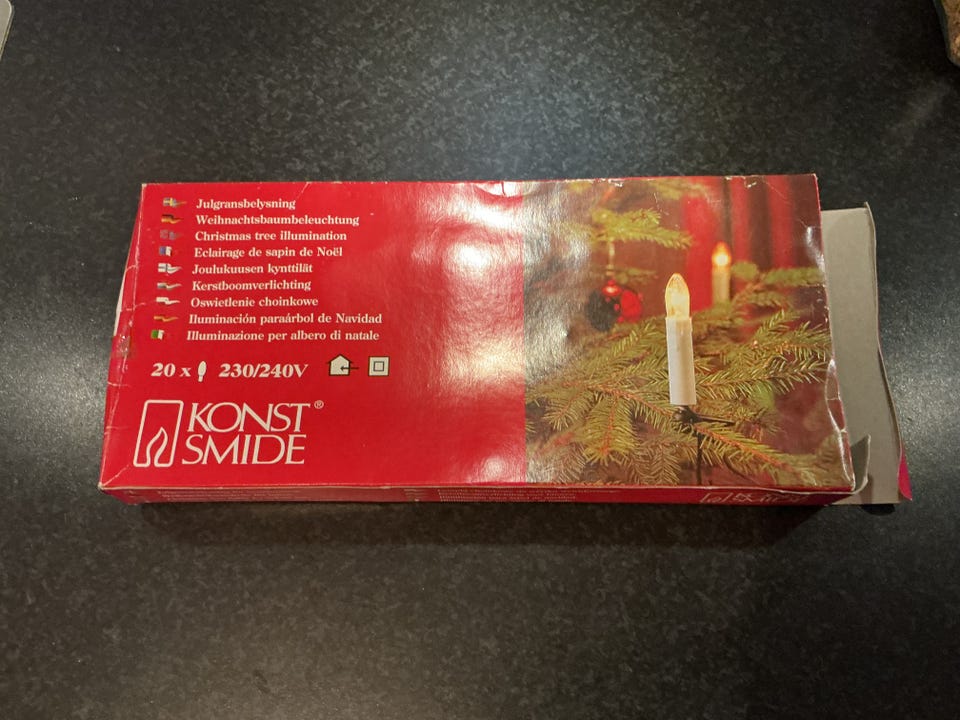 Julgransbelysning
Weihnachtsbaumbeleuchtung
Christmas tree illumination
Eclairage de sapin de Noël
Joulukuusen kynttilät
Kerstboomverlichting
Oswietlenie choinkowe
Iluminación paraárbol de Navidad
Illuminazione per albero di natale
20 x 230/240V
KONST®
SMIDE